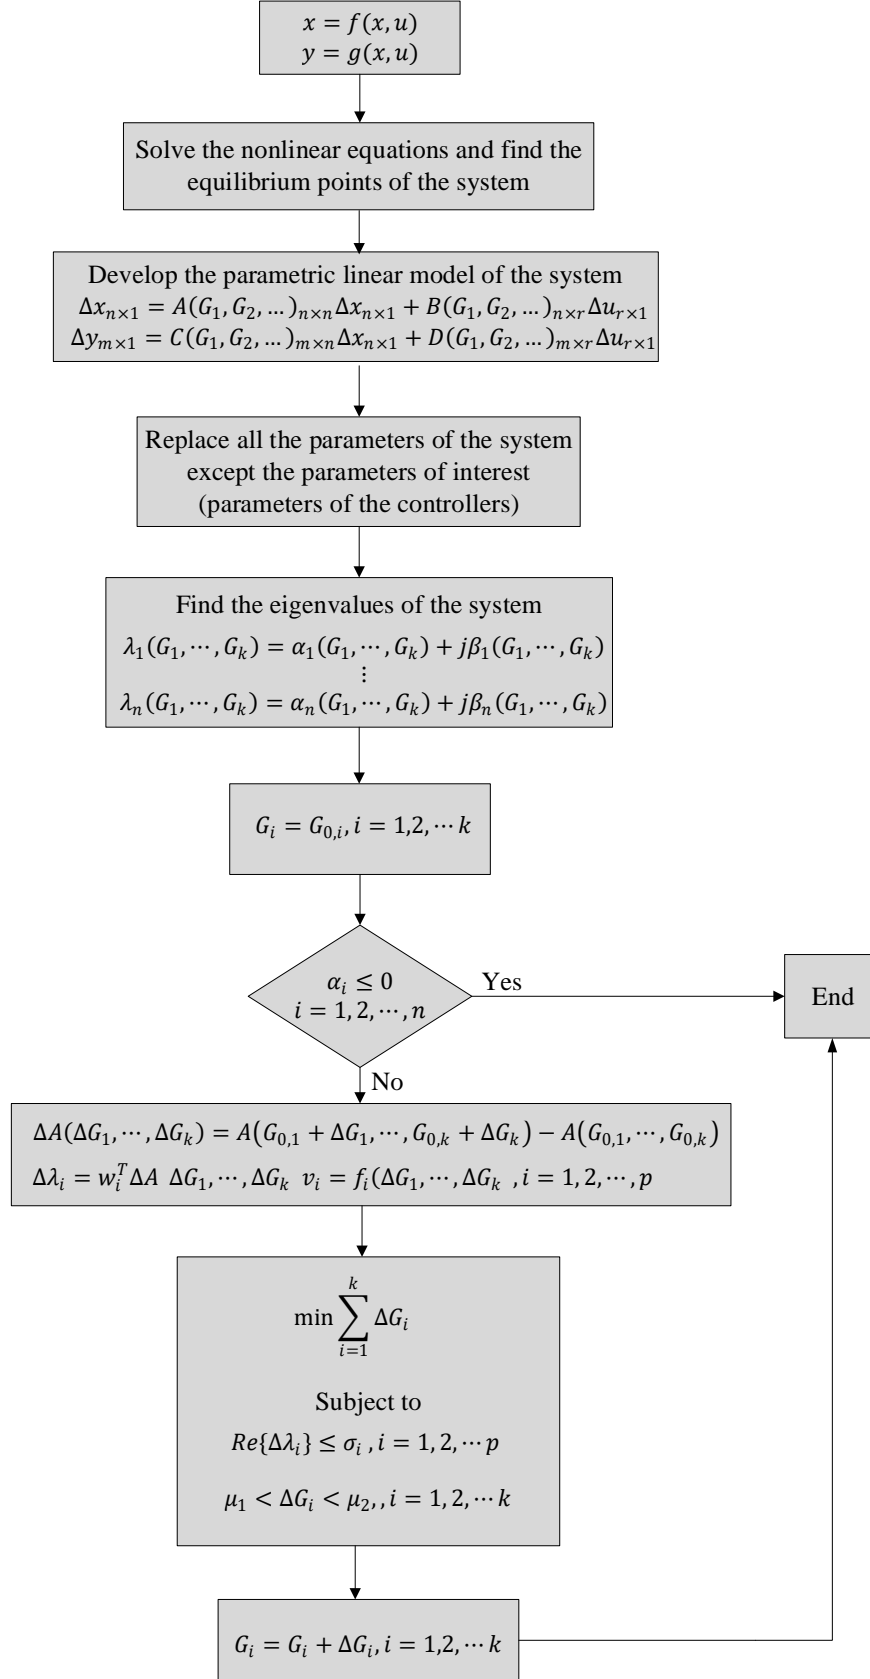 x = f(x, u)
y = g(x, u)
Solve the nonlinear equations and find the
equilibrium points of the system
Develop the parametric linear model of the system
Δx_{n×1} = A(G_1, G_2, …)_{n×n}Δx_{n×1} + B(G_1, G_2, …)_{n×r}Δu_{r×1}
Δy_{m×1} = C(G_1, G_2, …)_{m×n}Δx_{n×1} + D(G_1, G_2, …)_{m×r}Δu_{r×1}
Replace all the parameters of the system
except the parameters of interest
(parameters of the controllers)
Find the eigenvalues of the system
λ_1(G_1, ⋯, G_k) = α_1(G_1, ⋯, G_k) + jβ_1(G_1, ⋯, G_k)
⋮
λ_n(G_1, ⋯, G_k) = α_n(G_1, ⋯, G_k) + jβ_n(G_1, ⋯, G_k)
G_i = G_{0,i}, i = 1,2, ⋯ k
α_i ≤ 0
i = 1, 2, ⋯, n
Yes
End
No
ΔA(ΔG_1, ⋯, ΔG_k) = A(G_{0,1} + ΔG_1, ⋯, G_{0,k} + ΔG_k) − A(G_{0,1}, ⋯, G_{0,k})
Δλ_i = w_i^T ΔA ΔG_1, ⋯, ΔG_k v_i = f_i(ΔG_1, ⋯, ΔG_k , i = 1, 2, ⋯, p
min ∑_{i=1}^{k} ΔG_i
Subject to
Re{Δλ_i} ≤ σ_i , i = 1, 2, ⋯ p
μ_1 < ΔG_i < μ_2, , i = 1, 2, ⋯ k
G_i = G_i + ΔG_i, i = 1,2, ⋯ k